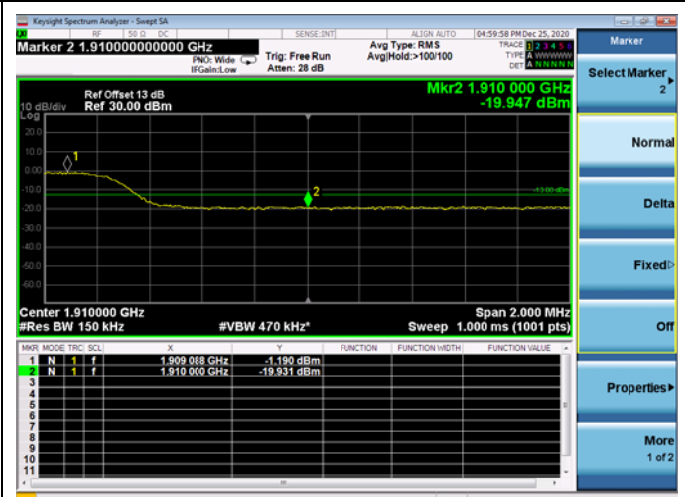 Keysight Spectrum Analyzer - Swept SA
RF 50 Ω DC SENSE:INT ALIGN AUTO 04:59:58 PM Dec 25, 2020
Marker 2 1.910000000000 GHz
PNO: Wide
IFGain:Low
Trig: Free Run
Atten: 28 dB
Avg Type: RMS
Avg|Hold:>100/100
TRACE 1 2 3 4 5 6
TYPE A WWWWW
DET A N N N N N
Marker
Select Marker
2
Normal
Delta
Fixed
Off
Properties
More
1 of 2
Mkr2 1.910 000 GHz
-19.947 dBm
Ref Offset 13 dB
10 dB/div Ref 30.00 dBm
Log
20.0
10.0
0.00
-10.0
-20.0
-30.0
-40.0
-50.0
-60.0
1
2
-13.00 dBm
Center 1.910000 GHz Span 2.000 MHz
#Res BW 150 kHz #VBW 470 kHz* Sweep 1.000 ms (1001 pts)
MKR MODE TRC SCL X Y FUNCTION FUNCTION WIDTH FUNCTION VALUE
1 N 1 f 1.909 088 GHz -1.190 dBm
2 N 1 f 1.910 000 GHz -19.931 dBm
3
4
5
6
7
8
9
10
11